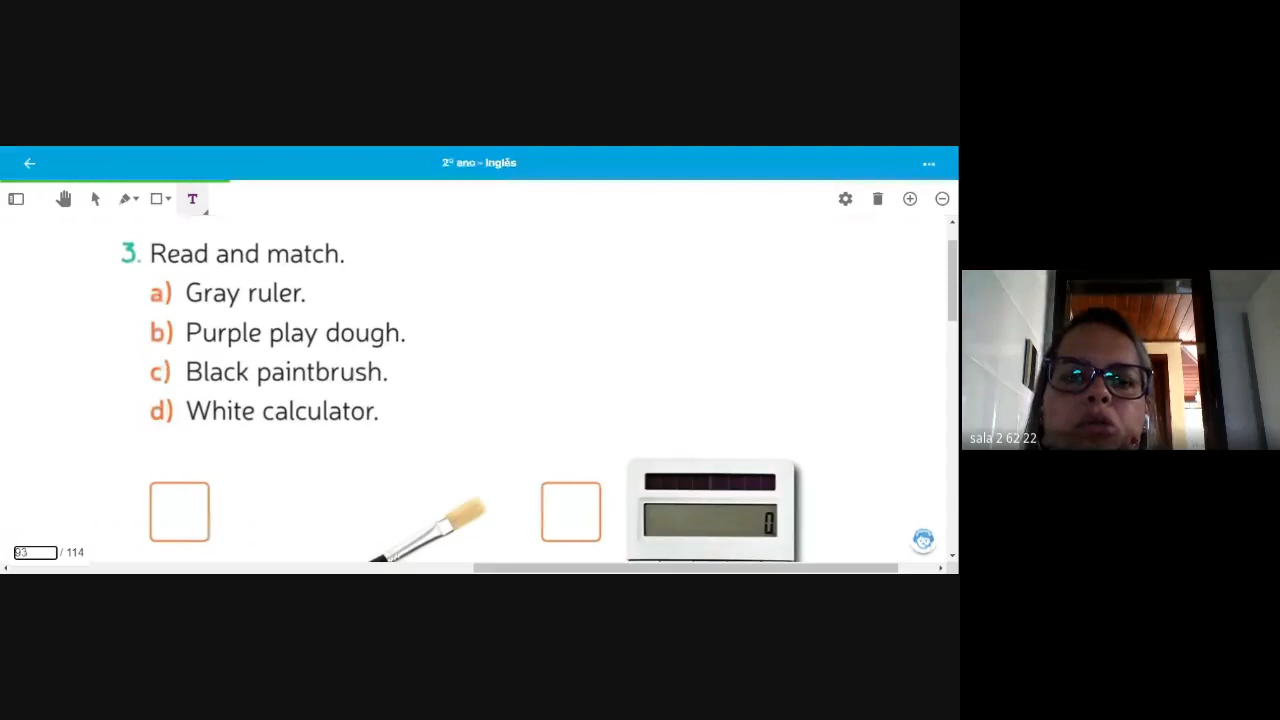 2º ano - Inglês
T
3. Read and match.
a) Gray ruler.
b) Purple play dough.
c) Black paintbrush.
d) White calculator.
0
93 / 114
sala 2 62 22